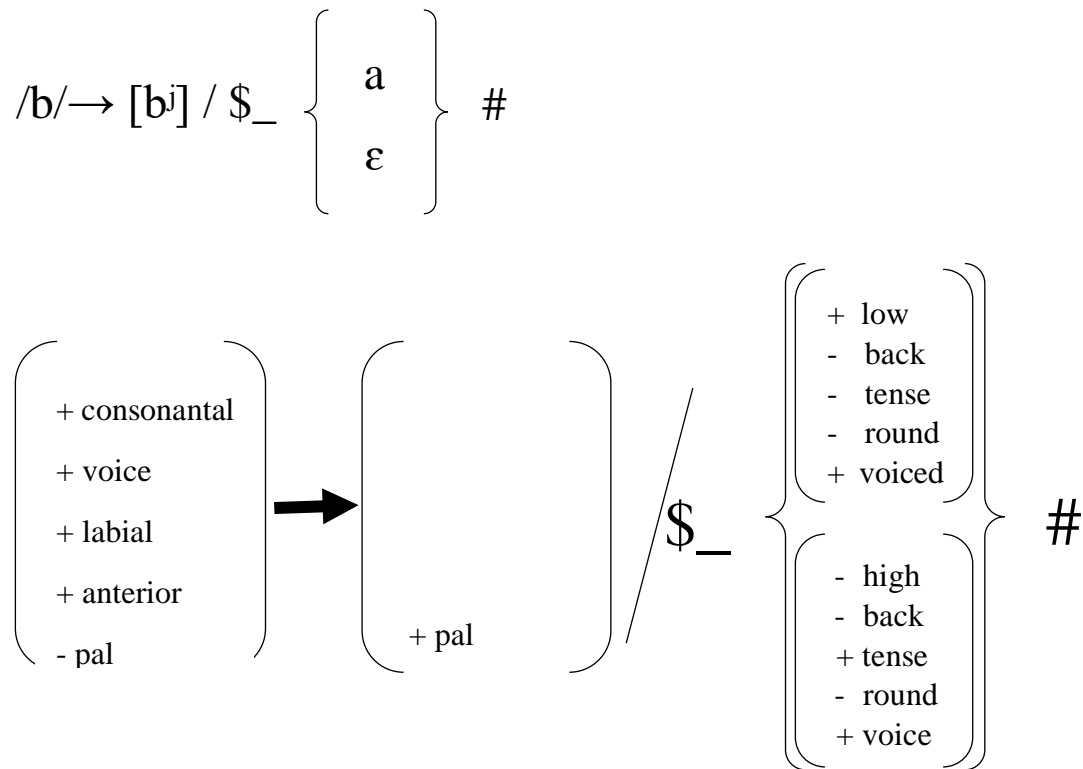 /b/→ [bʲ] / $_ { a ɛ } #
+ consonantal
+ voice
+ labial
+ anterior
- pal
+ pal
$_
+ low
- back
- tense
- round
+ voiced
- high
- back
+ tense
- round
+ voice
#